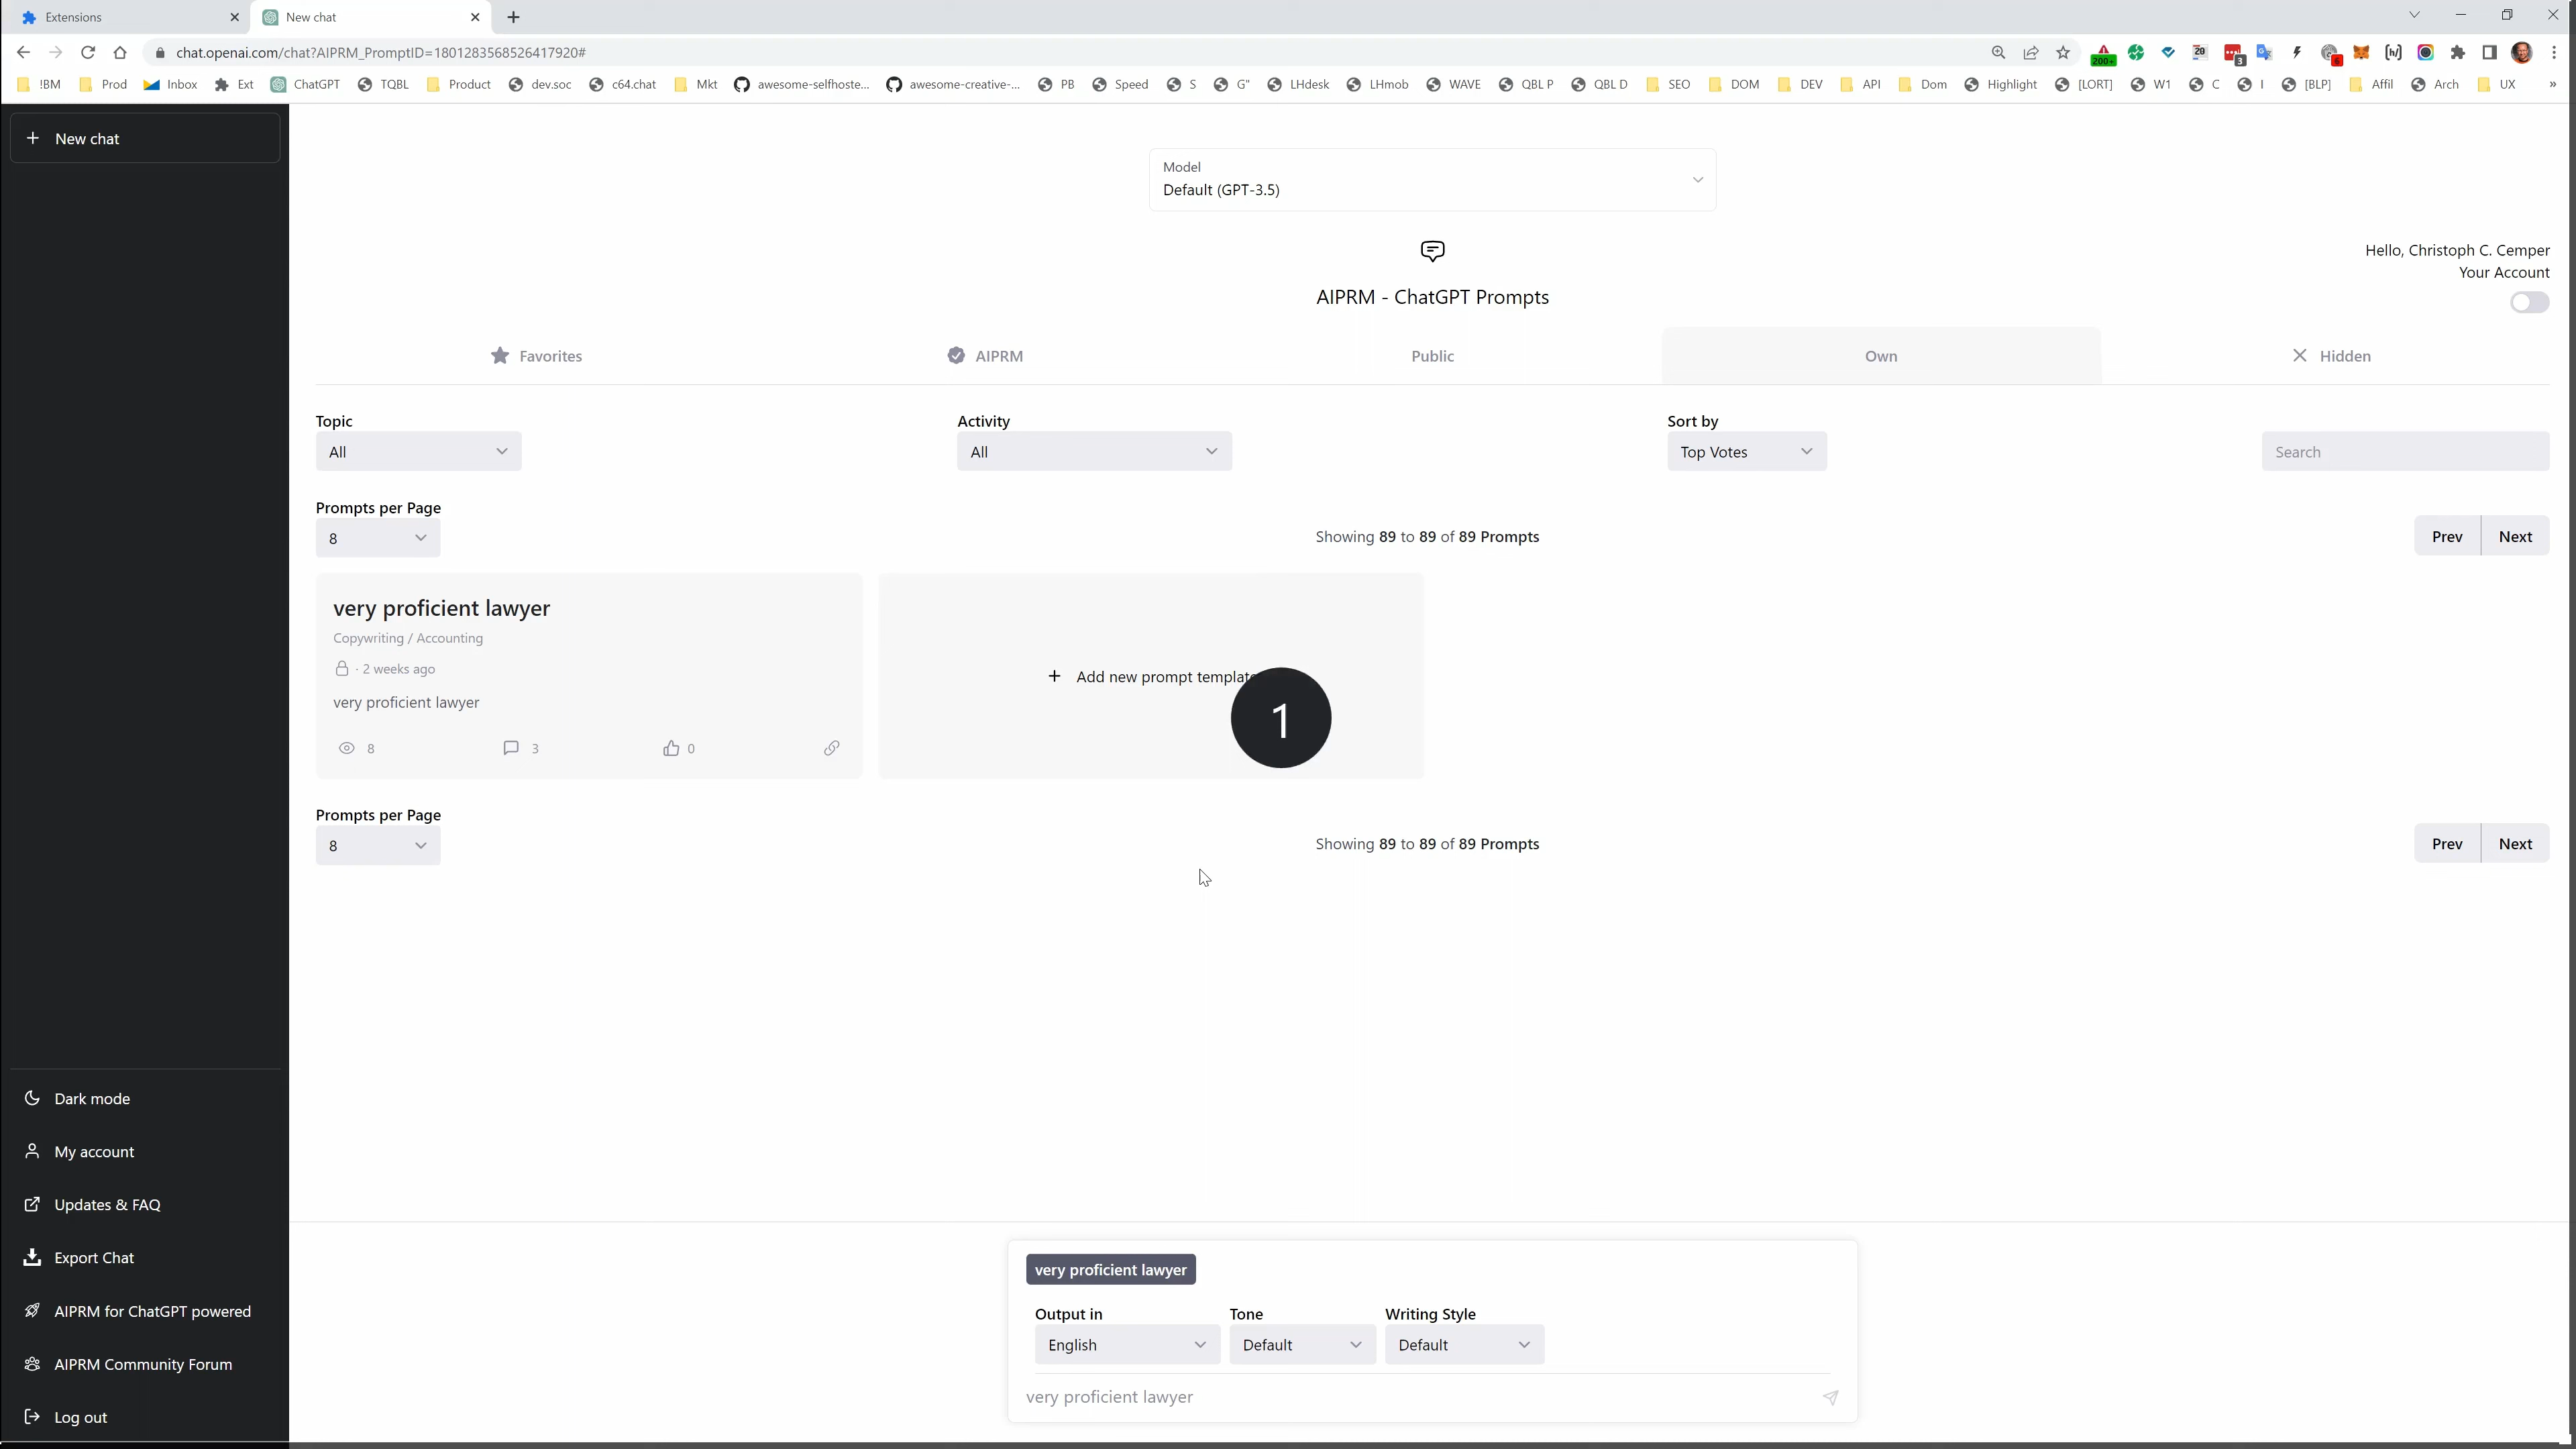 Extensions
New chat
chat.openai.com/chat?AIPRM_PromptID=1801283568526417920#
200+
20
3
6
!BM
Prod
Inbox
Ext
ChatGPT
TQBL
Product
dev.soc
c64.chat
Mkt
awesome-selfhoste...
awesome-creative-...
PB
Speed
S
G"
LHdesk
LHmob
WAVE
QBL P
QBL D
SEO
DOM
DEV
API
Dom
Highlight
[LORT]
W1
C
I
[BLP]
Affil
Arch
UX
»
New chat
Model
Default (GPT-3.5)
Hello, Christoph C. Cemper
Your Account
AIPRM - ChatGPT Prompts
Favorites
AIPRM
Public
Own
Hidden
Topic
All
Activity
All
Sort by
Top Votes
Search
Prompts per Page
8
Showing 89 to 89 of 89 Prompts
Prev
Next
very proficient lawyer
Copywriting / Accounting
· 2 weeks ago
very proficient lawyer
8
3
0
Add new prompt template
1
Prompts per Page
8
Showing 89 to 89 of 89 Prompts
Prev
Next
Dark mode
My account
Updates & FAQ
Export Chat
AIPRM for ChatGPT powered
AIPRM Community Forum
Log out
very proficient lawyer
Output in
English
Tone
Default
Writing Style
Default
very proficient lawyer